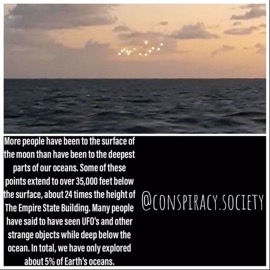 More people have been to the surface of
the moon than have been to the deepest
parts of our oceans. Some of these
points extend to over 35,000 feet below
the surface, about 24 times the height of
The Empire State Building. Many people
have said to have seen UFO's and other
strange objects while deep below the
ocean. In total, we have only explored
about 5% of Earth's oceans.
@CONSPIRACY.SOCIETY